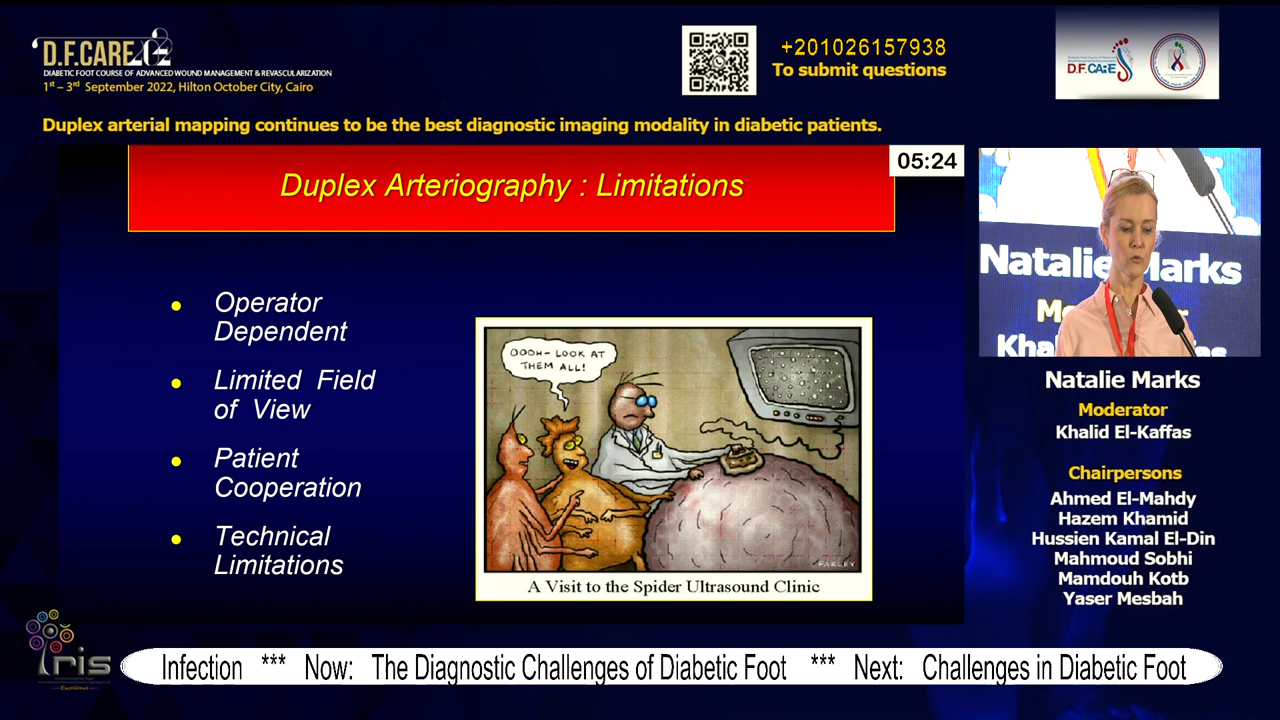 D.F.CARE
DIABETIC FOOT COURSE OF ADVANCED WOUND MANAGEMENT & REVASCULARIZATION
1st – 3rd September 2022, Hilton October City, Cairo
+201026157938
To submit questions
D.F.CARE
Duplex arterial mapping continues to be the best diagnostic imaging modality in diabetic patients.
Duplex Arteriography : Limitations
05:24
• Operator
Dependent
• Limited Field
of View
• Patient
Cooperation
• Technical
Limitations
OOOH- LOOK AT
THEM ALL!
FARLEY
A Visit to the Spider Ultrasound Clinic
Natalie Marks
Natalie Marks
Moderator
Khalid El-Kaffas
Chairpersons
Ahmed El-Mahdy
Hazem Khamid
Hussien Kamal El-Din
Mahmoud Sobhi
Mamdouh Kotb
Yaser Mesbah
iris
Excellence
Infection *** Now: The Diagnostic Challenges of Diabetic Foot *** Next: Challenges in Diabetic Foot